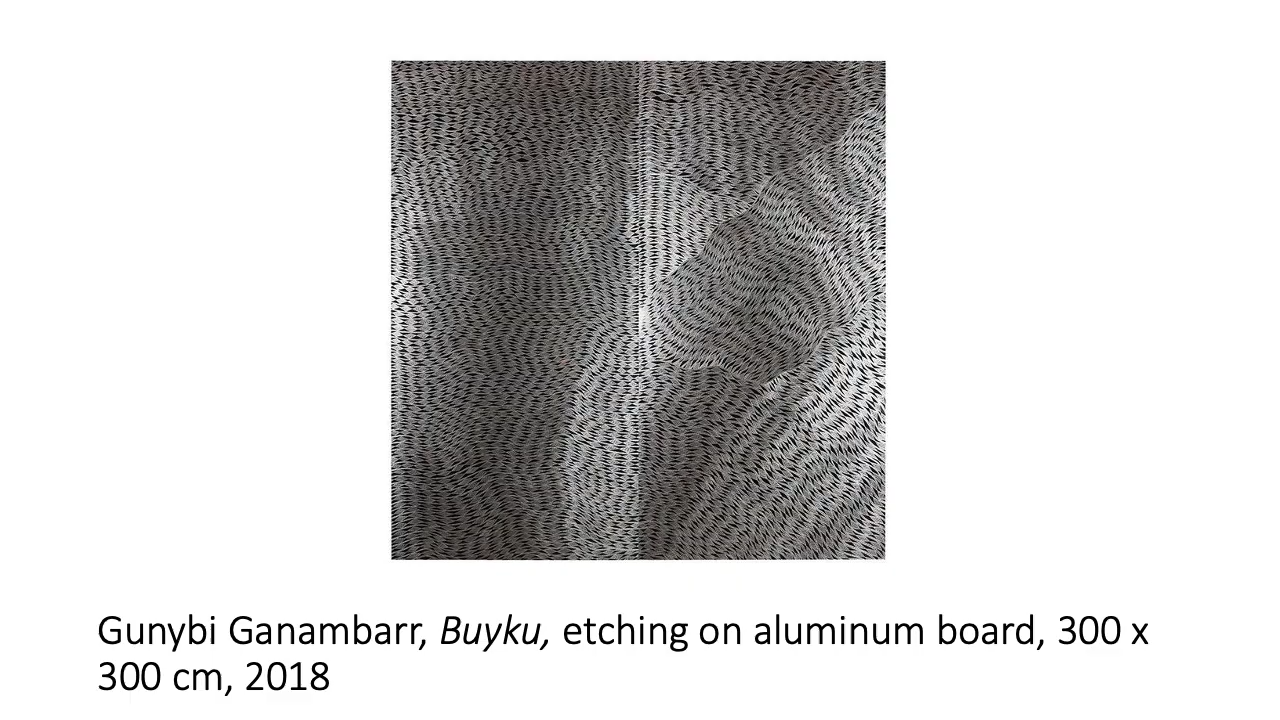 Gunybi Ganambarr, Buyku, etching on aluminum board, 300 x
300 cm, 2018